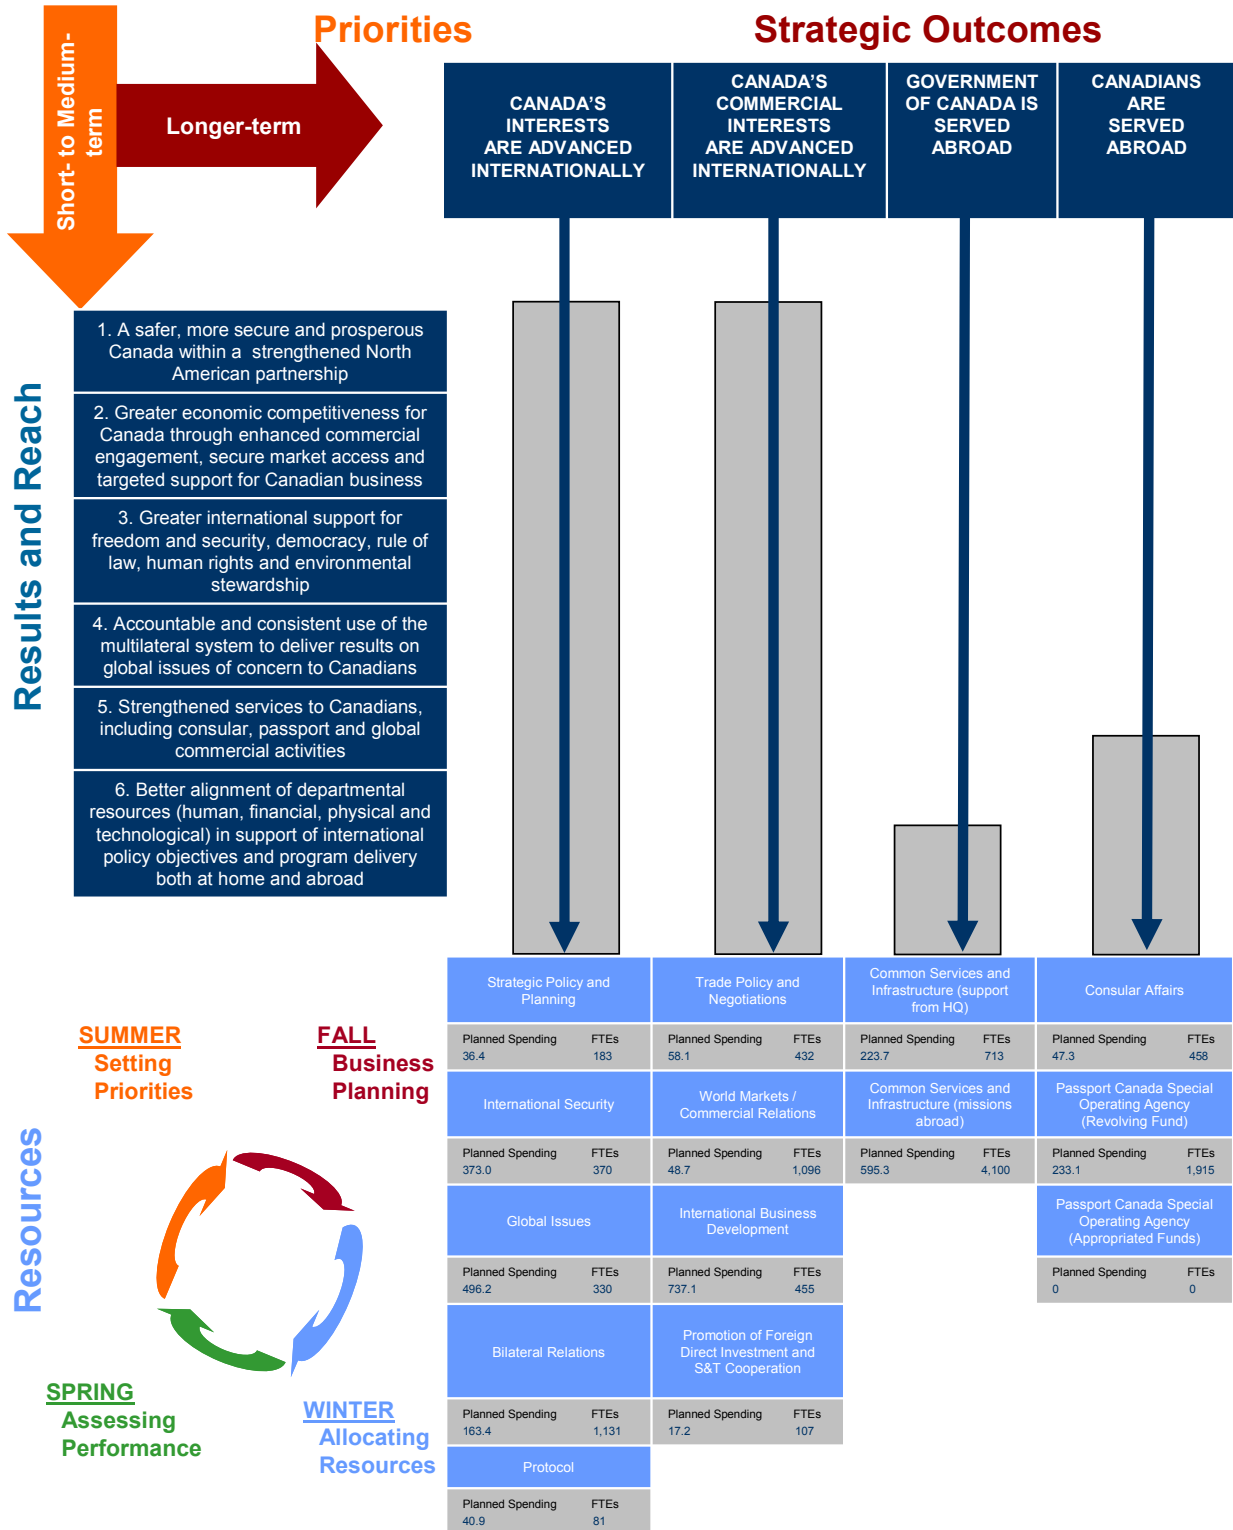 Priorities
Strategic Outcomes
Short- to Medium-
term
Longer-term
CANADA'S
INTERESTS
ARE ADVANCED
INTERNATIONALLY
CANADA'S
COMMERCIAL
INTERESTS
ARE ADVANCED
INTERNATIONALLY
GOVERNMENT
OF CANADA IS
SERVED
ABROAD
CANADIANS
ARE
SERVED
ABROAD
Results and Reach
1. A safer, more secure and prosperous
Canada within a strengthened North
American partnership
2. Greater economic competitiveness for
Canada through enhanced commercial
engagement, secure market access and
targeted support for Canadian business
3. Greater international support for
freedom and security, democracy, rule of
law, human rights and environmental
stewardship
4. Accountable and consistent use of the
multilateral system to deliver results on
global issues of concern to Canadians
5. Strengthened services to Canadians,
including consular, passport and global
commercial activities
6. Better alignment of departmental
resources (human, financial, physical and
technological) in support of international
policy objectives and program delivery
both at home and abroad
Resources
SUMMER
Setting
Priorities
FALL
Business
Planning
SPRING
Assessing
Performance
WINTER
Allocating
Resources
Strategic Policy and
Planning
Planned Spending FTEs
36.4 183
International Security
Planned Spending FTEs
373.0 370
Global Issues
Planned Spending FTEs
496.2 330
Bilateral Relations
Planned Spending FTEs
163.4 1,131
Protocol
Planned Spending FTEs
40.9 81
Trade Policy and
Negotiations
Planned Spending FTEs
58.1 432
World Markets /
Commercial Relations
Planned Spending FTEs
48.7 1,096
International Business
Development
Planned Spending FTEs
737.1 455
Promotion of Foreign
Direct Investment and
S&T Cooperation
Planned Spending FTEs
17.2 107
Common Services and
Infrastructure (support
from HQ)
Planned Spending FTEs
223.7 713
Common Services and
Infrastructure (missions
abroad)
Planned Spending FTEs
595.3 4,100
Consular Affairs
Planned Spending FTEs
47.3 458
Passport Canada Special
Operating Agency
(Revolving Fund)
Planned Spending FTEs
233.1 1,915
Passport Canada Special
Operating Agency
(Appropriated Funds)
Planned Spending FTEs
0 0